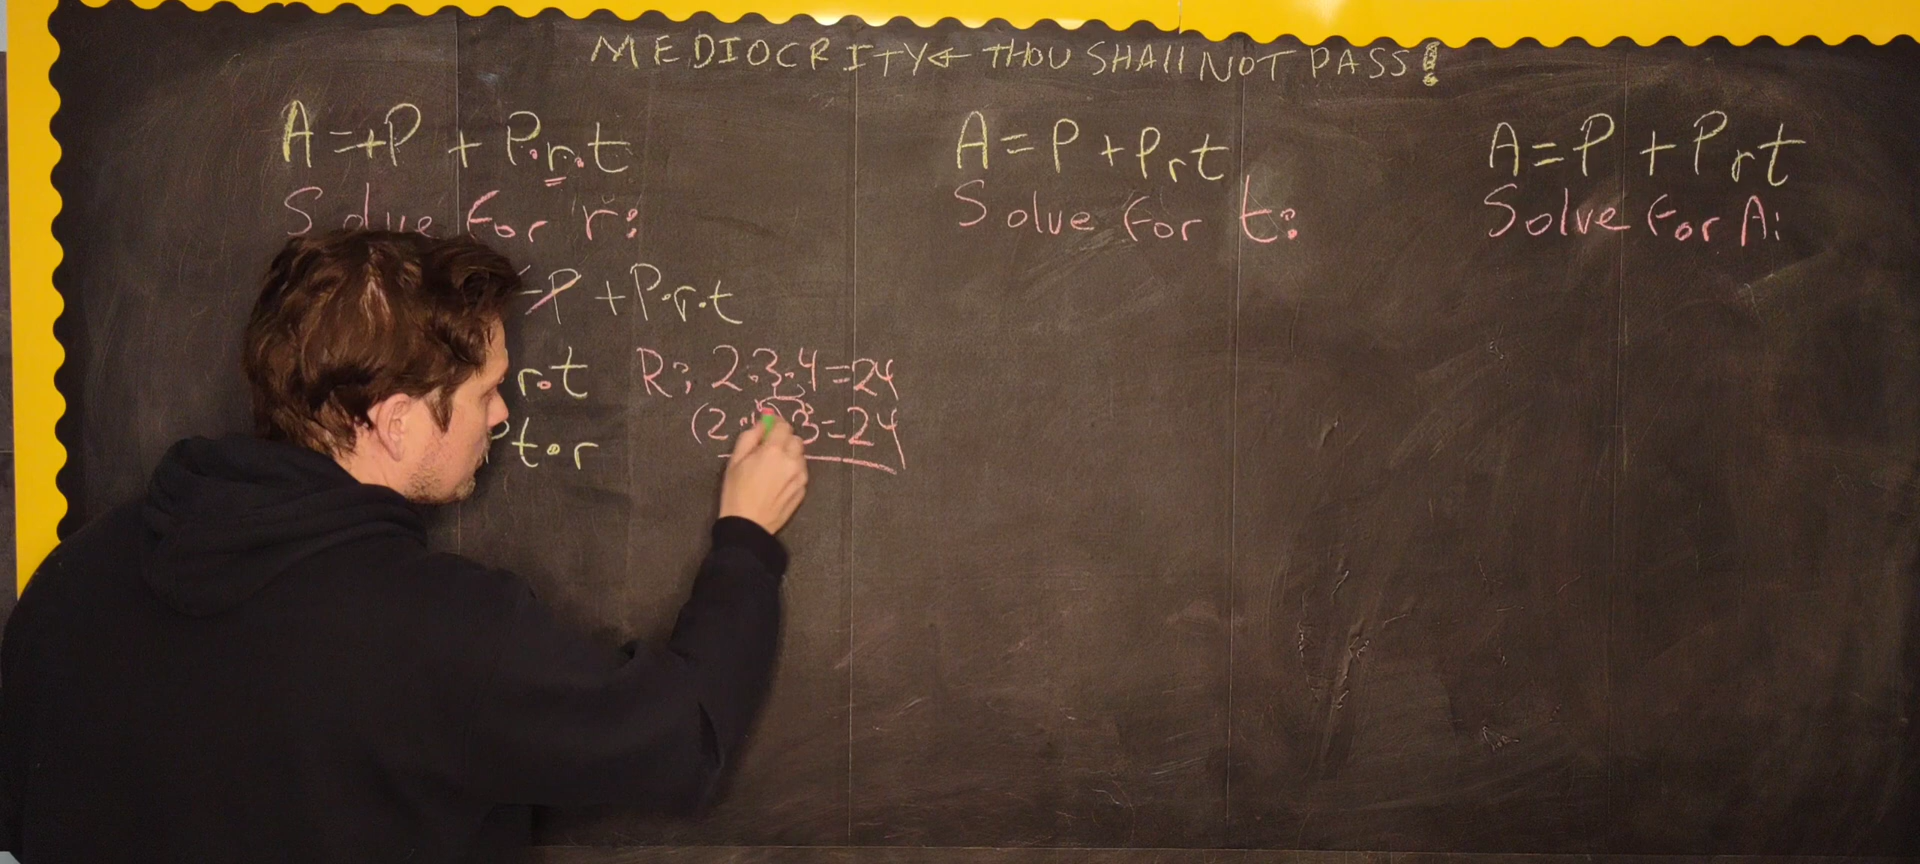 MEDIOCRITY← THOU SHAll NOT PASS!
A=+P + P.r.t
Solve For r:
-P +P.r.t
r.t
t.r
R: 2.3.4=24
(2.4).3=24
A=P+Prt
Solve For t:
A=P+Prt
Solve For A: